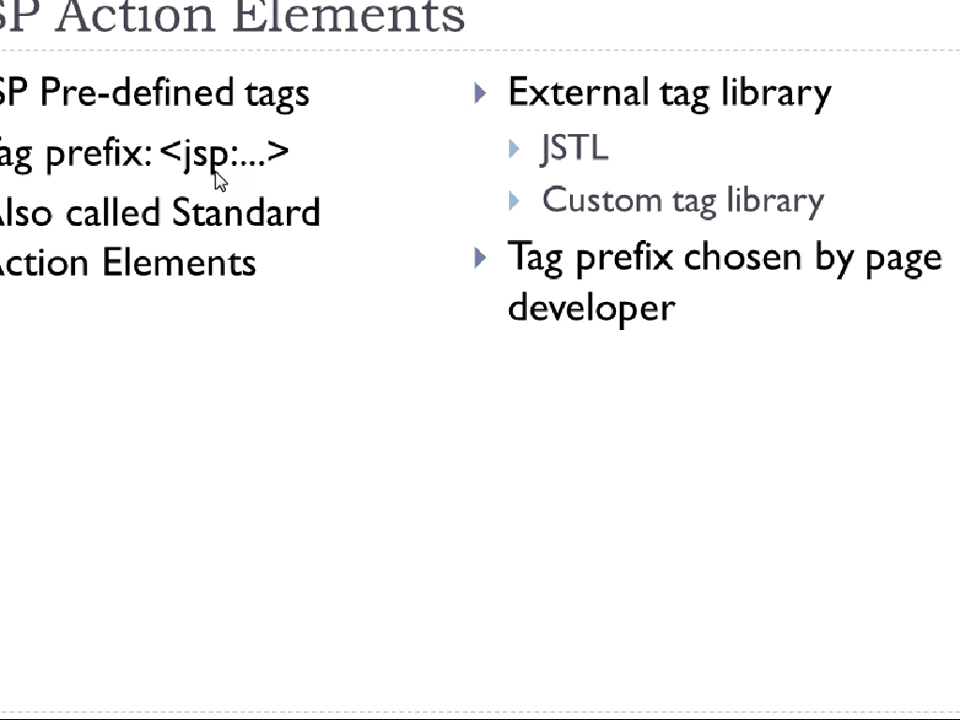 SP Action Elements
SP Pre-defined tags
ag prefix: <jsp:...>
Also called Standard
Action Elements
External tag library
JSTL
Custom tag library
Tag prefix chosen by page
developer